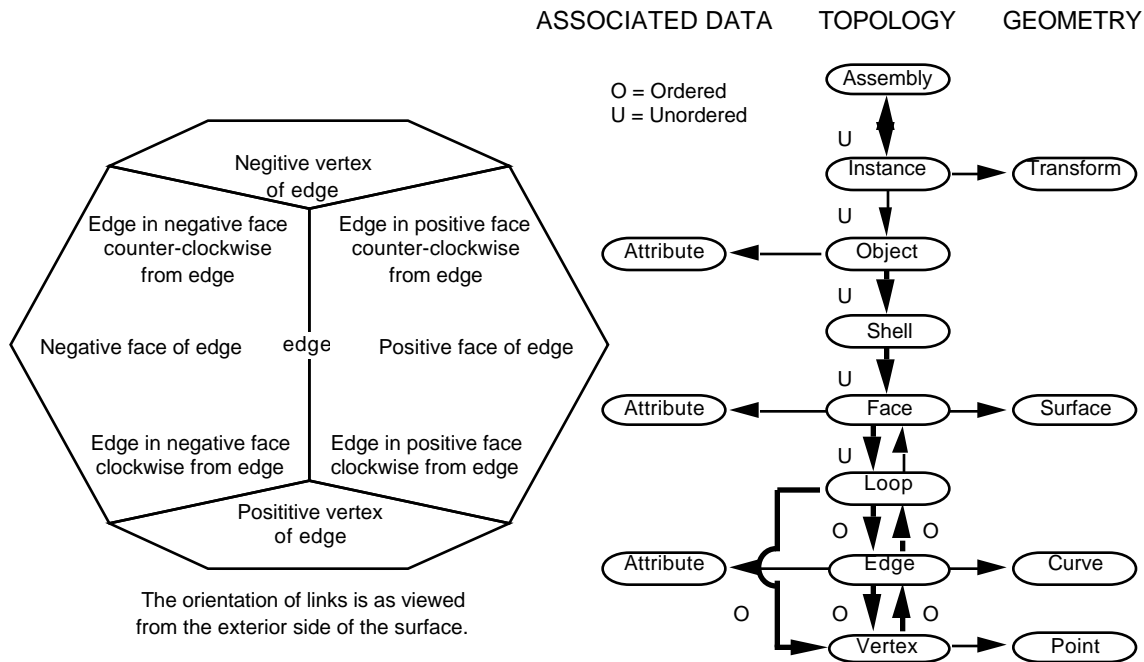 ASSOCIATED DATA TOPOLOGY GEOMETRY
O = Ordered
U = Unordered
Assembly
U
Instance
Transform
U
Attribute
Object
U
Shell
U
Attribute
Face
Surface
U
Loop
O
O
Attribute
Edge
Curve
O
O
O
Vertex
Point
Negitive vertex
of edge
Edge in negative face
counter-clockwise
from edge
Edge in positive face
counter-clockwise
from edge
Negative face of edge
edge
Positive face of edge
Edge in negative face
clockwise from edge
Edge in positive face
clockwise from edge
Posititive vertex
of edge
The orientation of links is as viewed
from the exterior side of the surface.